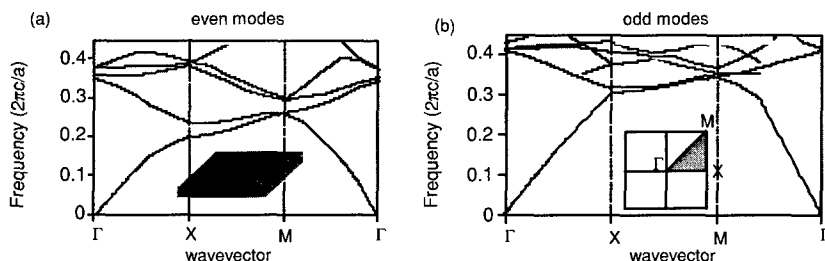 (a)
even modes
Frequency (2πc/a)
0.4
0.3
0.2
0.1
0
Γ
X
M
Γ
wavevector
(b)
odd modes
Frequency (2πc/a)
0.4
0.3
0.2
0.1
0
M
Γ
X
Γ
X
M
Γ
wavevector